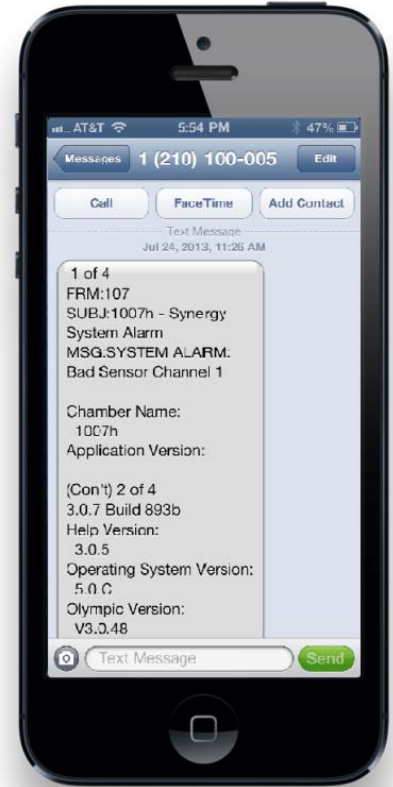 AT&T 5:54 PM 47%
Messages 1 (210) 100-005 Edit
Call FaceTime Add Contact
Text Message
Jul 24, 2013, 11:26 AM
1 of 4
FRM:107
SUBJ:1007h - Synergy
System Alarm
MSG:SYSTEM ALARM:
Bad Sensor Channel 1
Chamber Name:
1007h
Application Version:
(Con't) 2 of 4
3.0.7 Build 893b
Help Version:
3.0.5
Operating System Version:
5.0.C
Olympic Version:
V3.0.48
Text Message Send